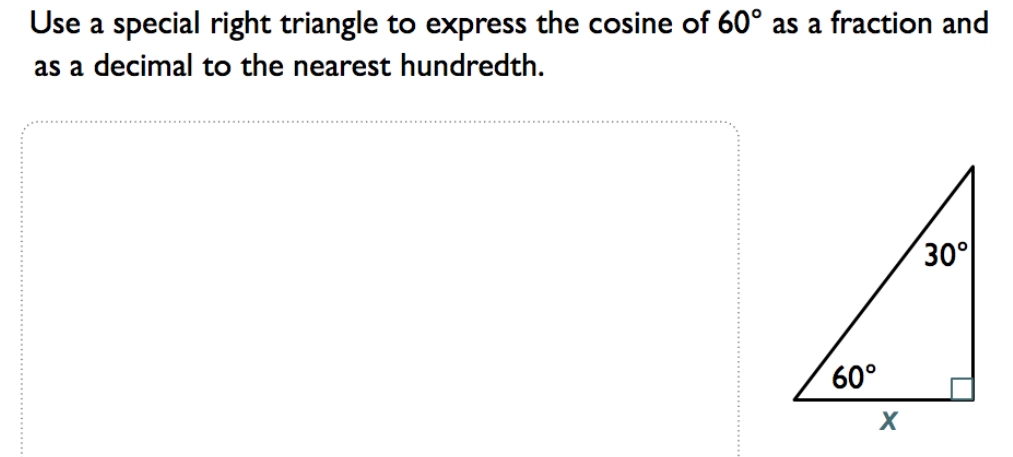 Use a special right triangle to express the cosine of 60° as a fraction and
as a decimal to the nearest hundredth.
30°
60°
x